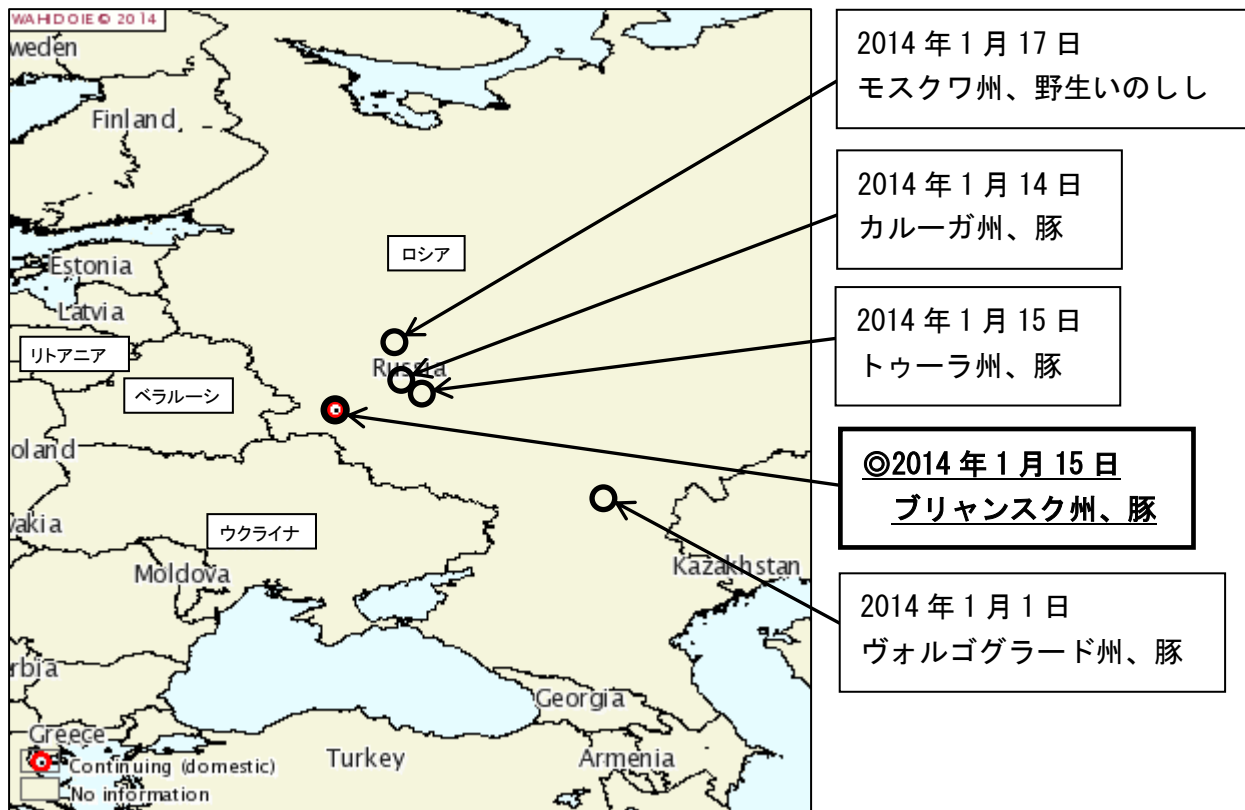 WAHID OIE © 2014
weden
Finland
ロシア
Estonia
Latvia
リトアニア
Russia
ベラルーシ
oland
vakia
ウクライナ
Moldova
Kazakhstan
rbia
Georgia
Greece
Turkey
Armenia
Continuing (domestic)
No information
2014 年 1 月 17 日
モスクワ州、野生いのしし
2014 年 1 月 14 日
カルーガ州、豚
2014 年 1 月 15 日
トゥーラ州、豚
◎2014 年 1 月 15 日
ブリャンスク州、豚
2014 年 1 月 1 日
ヴォルゴグラード州、豚